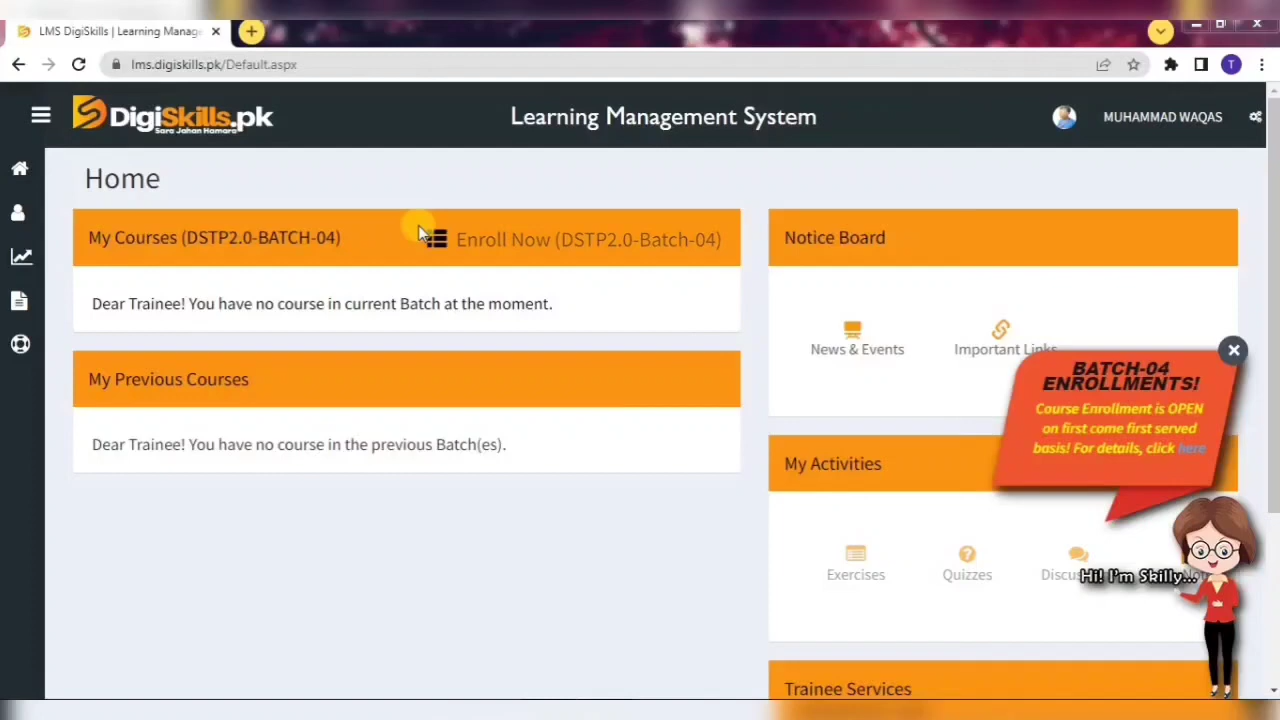 LMS DigiSkills | Learning Manage
lms.digiskills.pk/Default.aspx
T
DigiSkills.pk
Sara Jahan Hamara
Learning Management System
MUHAMMAD WAQAS
Home
My Courses (DSTP2.0-BATCH-04)
Enroll Now (DSTP2.0-Batch-04)
Dear Trainee! You have no course in current Batch at the moment.
My Previous Courses
Dear Trainee! You have no course in the previous Batch(es).
Notice Board
News & Events
Important Links
BATCH-04
ENROLLMENTS!
Course Enrollment is OPEN
on first come first served
basis! For details, click here
My Activities
Exercises
Quizzes
Discus
Hi! I'm Skilly...
Trainee Services